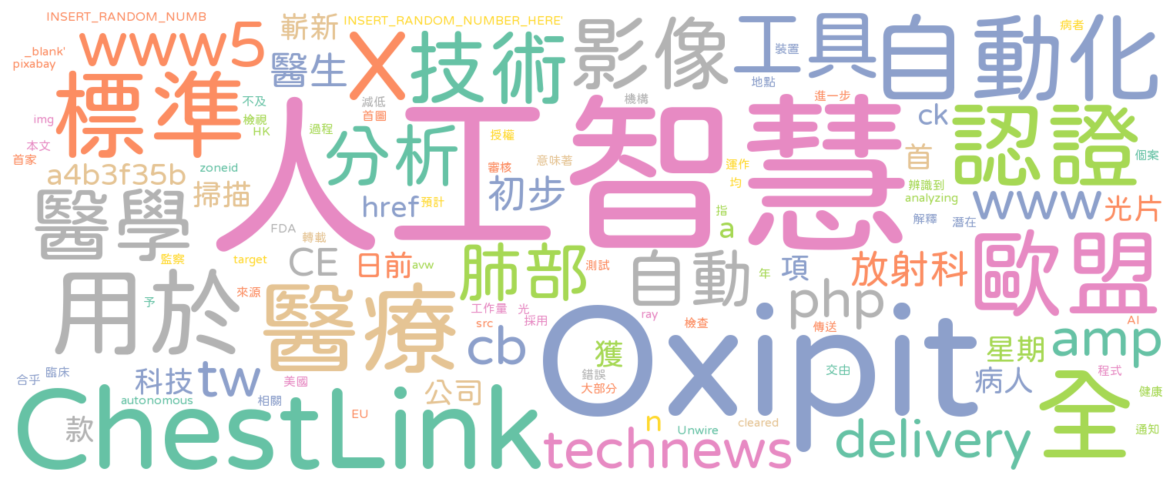 INSERT_RANDOM_NUMB
嶄新
INSERT_RANDOM_NUMBER_HERE'
影像
工具
病者
自動化
_blank'
pixabay
www5
醫生
X
技術
裝置
地點
標準
不及
檢視
HK
減低
首圖
機構
進一步
ck
認證
img
本文
首家
過程
人工智慧
分析
授權
審核
意味著
運作
均
首
個案
zoneid
a4b3f35b
掃描
href
預計
初步
辨識到
analyzing
www
光片
醫學
FDA
轉載
指
a
解釋
潛在
監察
target
CE
日前
avw
肺部
測試
自動
年
項
放射科
歐盟
用於
予
來源
醫療
工作量
光
src
採用
ray
檢查
php
傳送
AI
amp
合乎
臨床
科技
tw
美國
cb
Oxipit
獲
錯誤
大部分
交由
星期
病人
程式
健康
autonomous
相關
公司
款
ChestLink
EU
n
Unwire
cleared
technews
delivery
全
通知